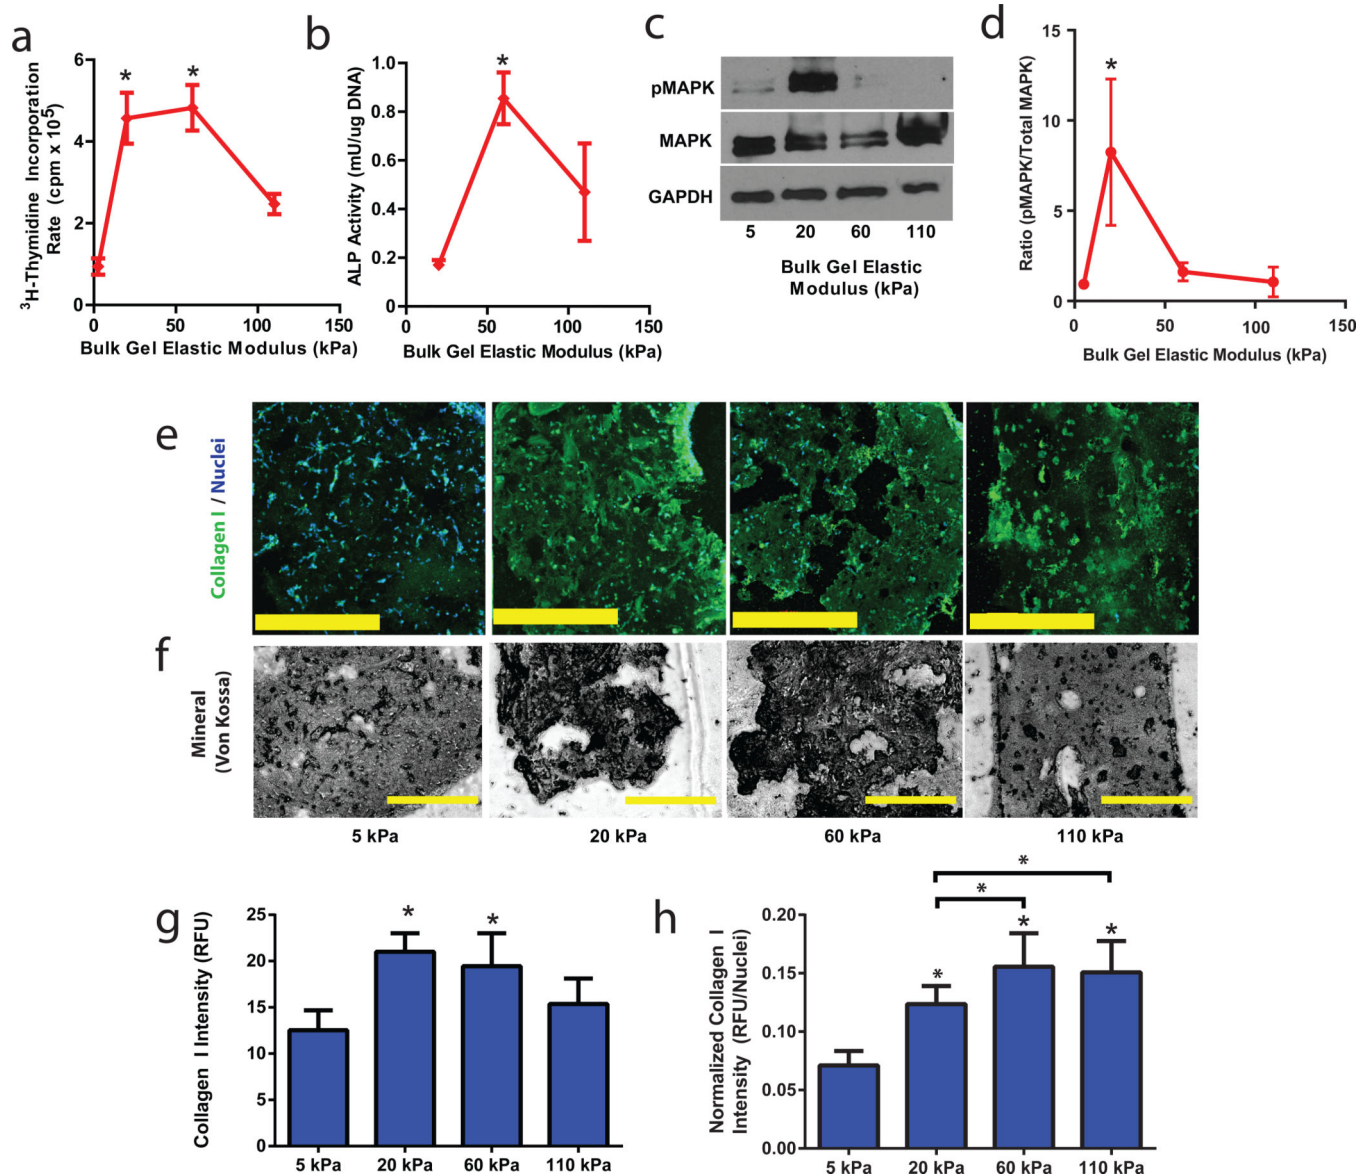 a
³H-Thymidine Incorporation
Rate (cpm x 10⁵)
6
4
2
0
*
*
0
50
100
150
Bulk Gel Elastic Modulus (kPa)
b
ALP Activity (mU/ug DNA)
1.0
0.8
0.6
0.4
0.2
0
*
0
50
100
150
Bulk Gel Elastic Modulus (kPa)
c
pMAPK
MAPK
GAPDH
5 20 60 110
Bulk Gel Elastic
Modulus (kPa)
d
Ratio (pMAPK/Total MAPK)
15
10
5
0
*
0
50
100
150
Bulk Gel Elastic Modulus (kPa)
e
Collagen I / Nuclei
f
Mineral
(Von Kossa)
5 kPa
20 kPa
60 kPa
110 kPa
g
Collagen I Intensity (RFU)
25
20
15
10
5
0
*
*
5 kPa
20 kPa
60 kPa
110 kPa
h
Normalized Collagen I
Intensity (RFU/Nuclei)
0.20
0.15
0.10
0.05
0.00
*
*
*
*
*
5 kPa
20 kPa
60 kPa
110 kPa